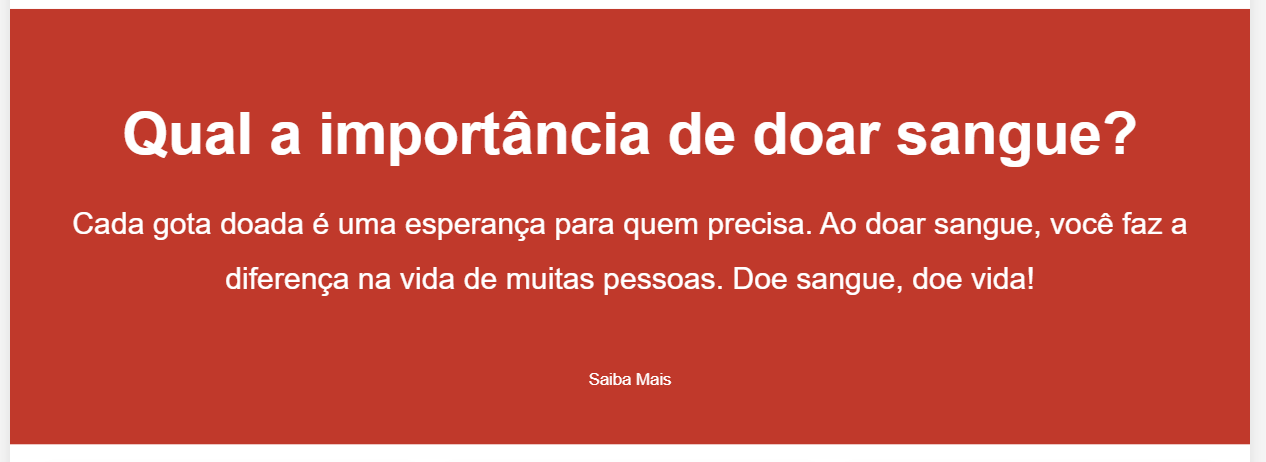 Qual a importância de doar sangue?
Cada gota doada é uma esperança para quem precisa. Ao doar sangue, você faz a
diferença na vida de muitas pessoas. Doe sangue, doe vida!
Saiba Mais